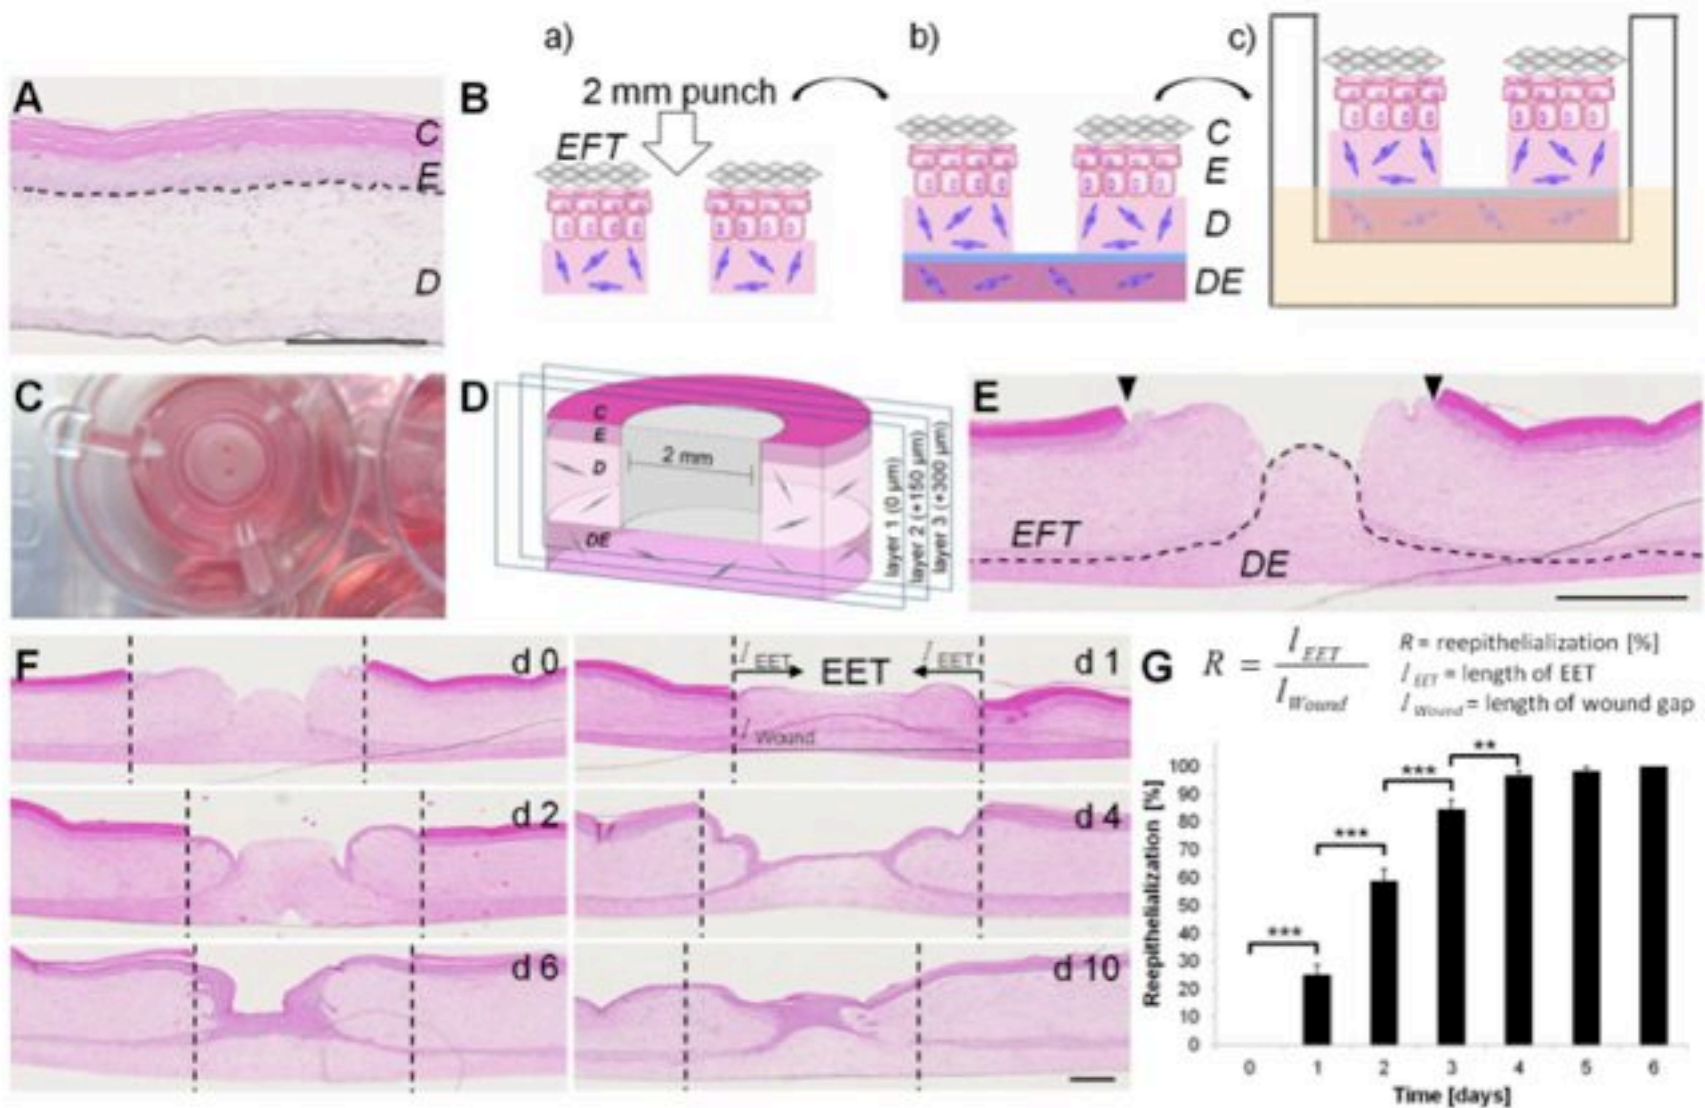 A
C
E
D
B
a)
2 mm punch
EFT
b)
C
E
D
DE
c)
C
D
C
E
D
2 mm
DE
layer 1 (0 µm)
layer 2 (+150 µm)
layer 3 (+300 µm)
E
EFT
DE
F
d 0
l EET
EET
l EET
d 1
l Wound
d 2
d 4
d 6
d 10
G
R = l EET / l Wound
R = reepithelialization [%]
l EET = length of EET
l Wound = length of wound gap
Reepithelialization [%]
100
90
80
70
60
50
40
30
20
10
0
***
***
***
**
0 1 2 3 4 5 6
Time [days]